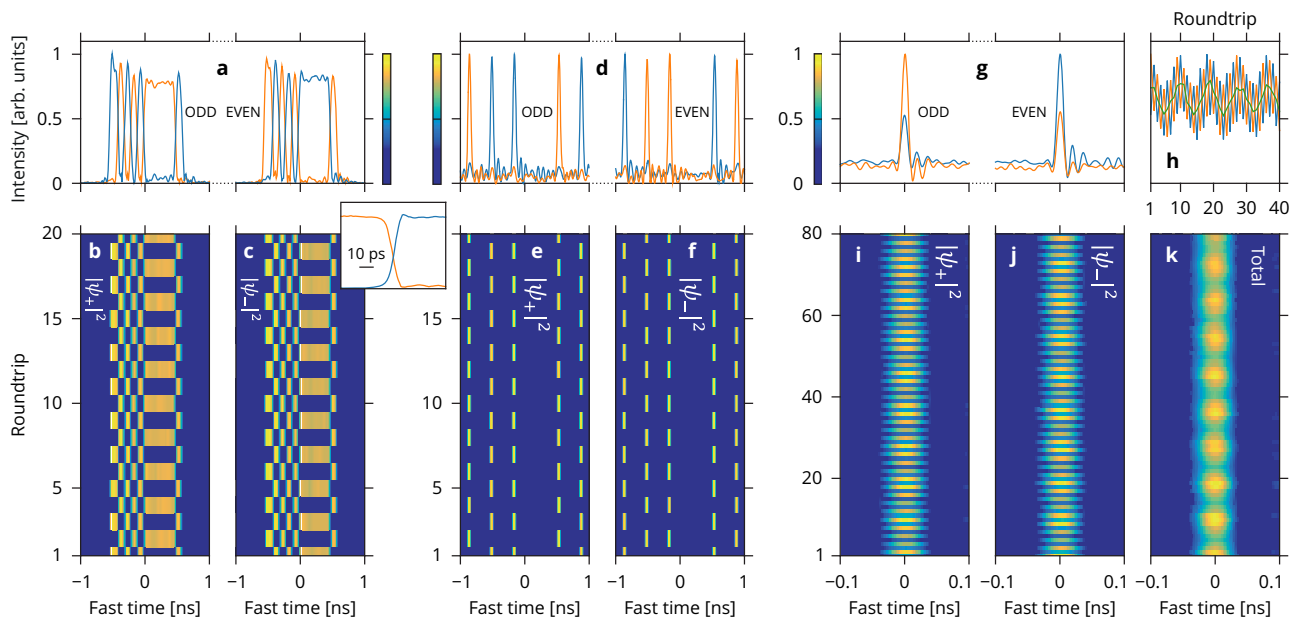 Roundtrip
Intensity [arb. units]
1
0.5
0
a
ODD
EVEN
d
ODD
EVEN
1
0.5
0
g
ODD
EVEN
h
1 10 20 30 40
10 ps
Roundtrip
20
15
10
5
1
b
|ψ+|²
c
|ψ−|²
e
|ψ+|²
f
|ψ−|²
80
60
40
20
1
i
|ψ+|²
j
|ψ−|²
k
Total
−1 0 1
−1 0 1
−1 0 1
−1 0 1
−0.1 0 0.1
−0.1 0 0.1
−0.1 0 0.1
Fast time [ns]
Fast time [ns]
Fast time [ns]
Fast time [ns]
Fast time [ns]
Fast time [ns]
Fast time [ns]